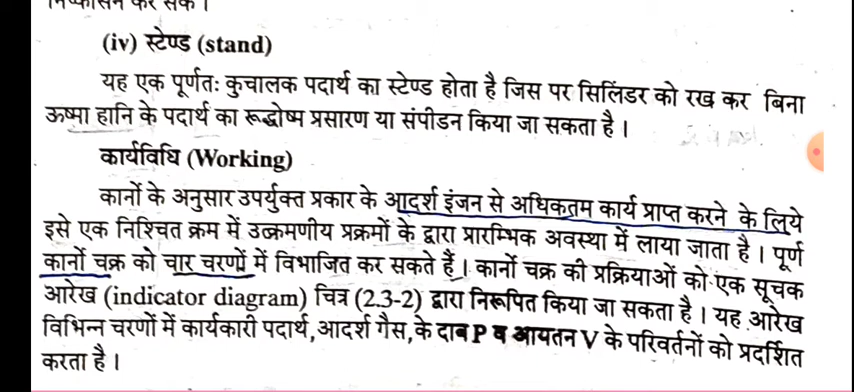 निष्कासित कर सके ।
(iv) स्टेण्ड (stand)
यह एक पूर्णतः कुचालक पदार्थ का स्टेण्ड होता है जिस पर सिलिंडर को रख कर बिना
ऊष्मा हानि के पदार्थ का रूद्धोष्म प्रसारण या संपीडन किया जा सकता है ।
कार्यविधि (Working)
कार्नो के अनुसार उपर्युक्त प्रकार के आदर्श इंजन से अधिकतम कार्य प्राप्त करने के लिये
इसे एक निश्चित क्रम में उत्क्रमणीय प्रक्रमों के द्वारा प्रारम्भिक अवस्था में लाया जाता है । पूर्ण
कार्नो चक्र को चार चरणों में विभाजित कर सकते हैं । कार्नो चक्र की प्रक्रियाओं को एक सूचक
आरेख (indicator diagram) चित्र (2.3-2) द्वारा निरूपित किया जा सकता है । यह आरेख
विभिन्न चरणों में कार्यकारी पदार्थ, आदर्श गैस, के दाब P व आयतन V के परिवर्तनों को प्रदर्शित
करता है ।